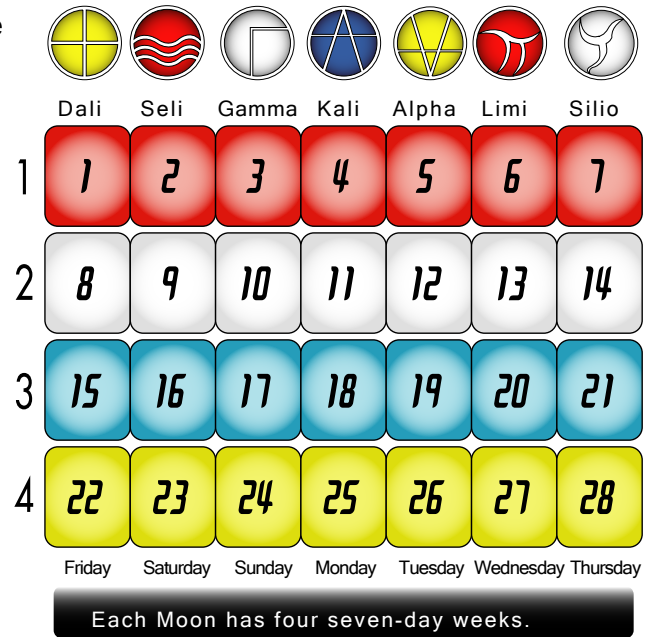 e
Dali Seli Gamma Kali Alpha Limi Silio
1 1 2 3 4 5 6 7
2 8 9 10 11 12 13 14
3 15 16 17 18 19 20 21
4 22 23 24 25 26 27 28
Friday Saturday Sunday Monday Tuesday Wednesday Thursday
Each Moon has four seven-day weeks.